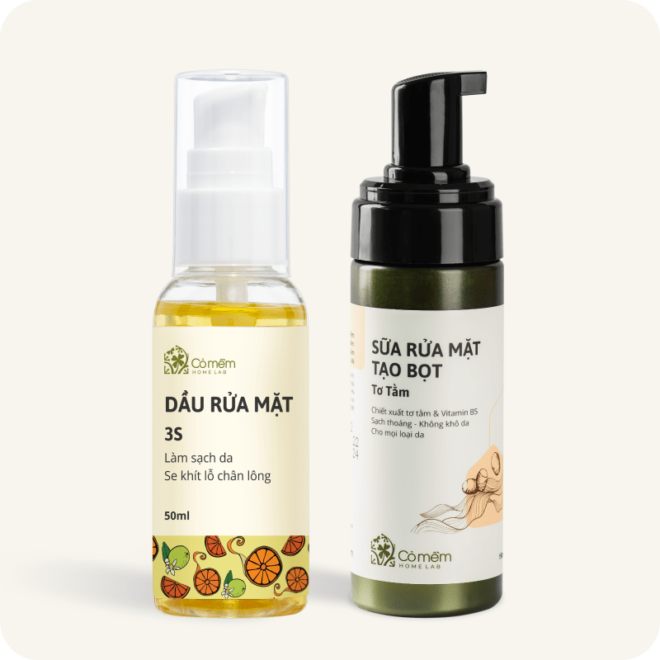 Cỏ mềm
HOME LAB
DẦU RỬA MẶT
3S
Làm sạch da
Se khít lỗ chân lông
50ml
SỮA RỬA MẶT
TẠO BỌT
Tơ Tằm
Chiết xuất tơ tằm & Vitamin B5
Sạch thoáng - Không khô da
Cho mọi loại da
Cỏ mềm
HOME LAB